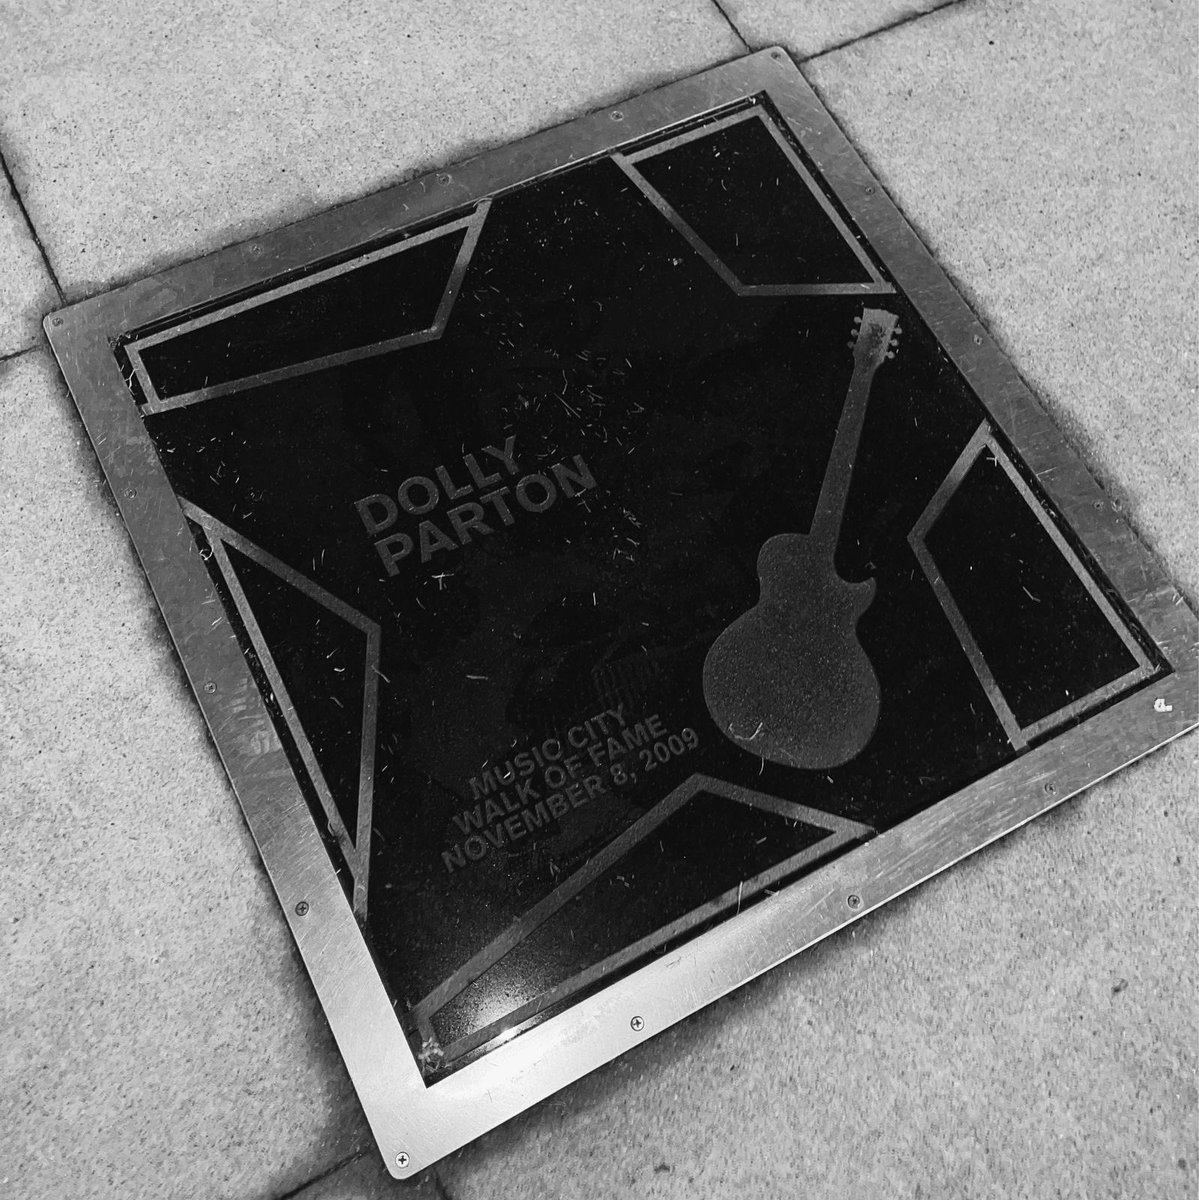 DOLLY
PARTON
MUSIC CITY
WALK OF FAME
NOVEMBER 8, 2009